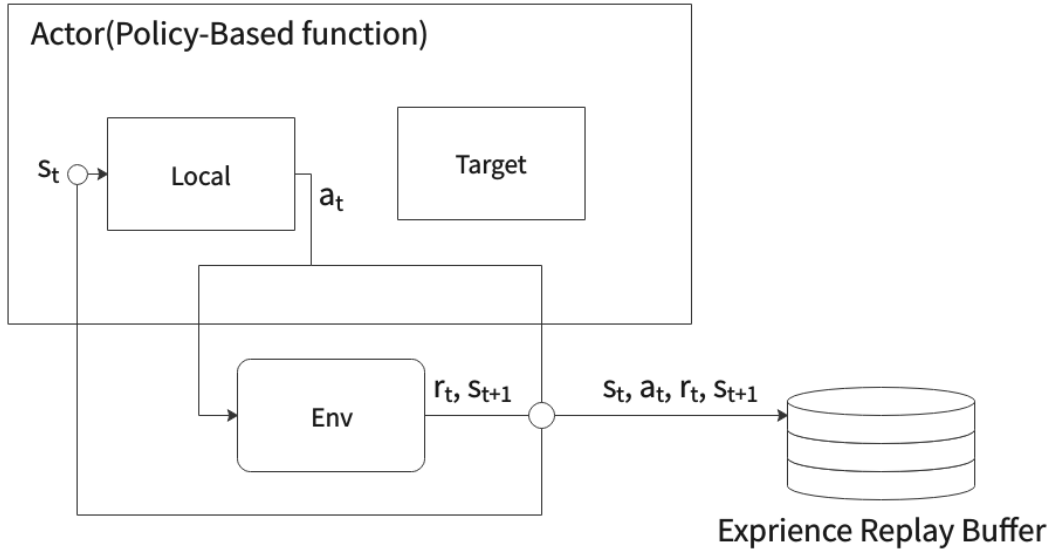 Actor(Policy-Based function)
sₜ
Local
aₜ
Target
Env
rₜ, sₜ₊₁
sₜ, aₜ, rₜ, sₜ₊₁
Exprience Replay Buffer